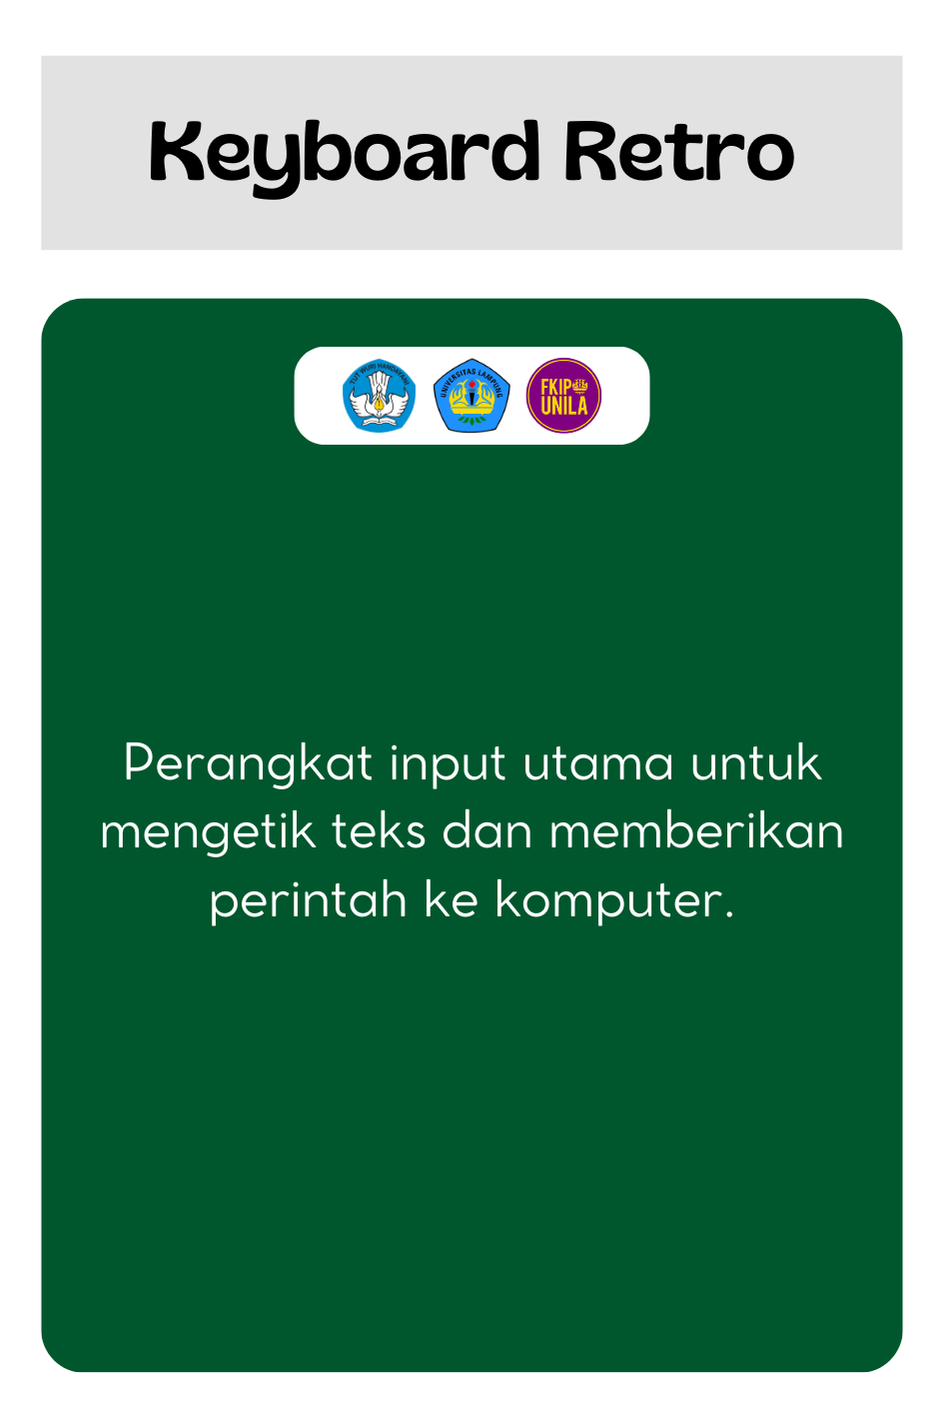 Keyboard Retro
TUT WURI HANDAYANI
UNIVERSITAS LAMPUNG
FKIP
UNILA
Perangkat input utama untuk
mengetik teks dan memberikan
perintah ke komputer.